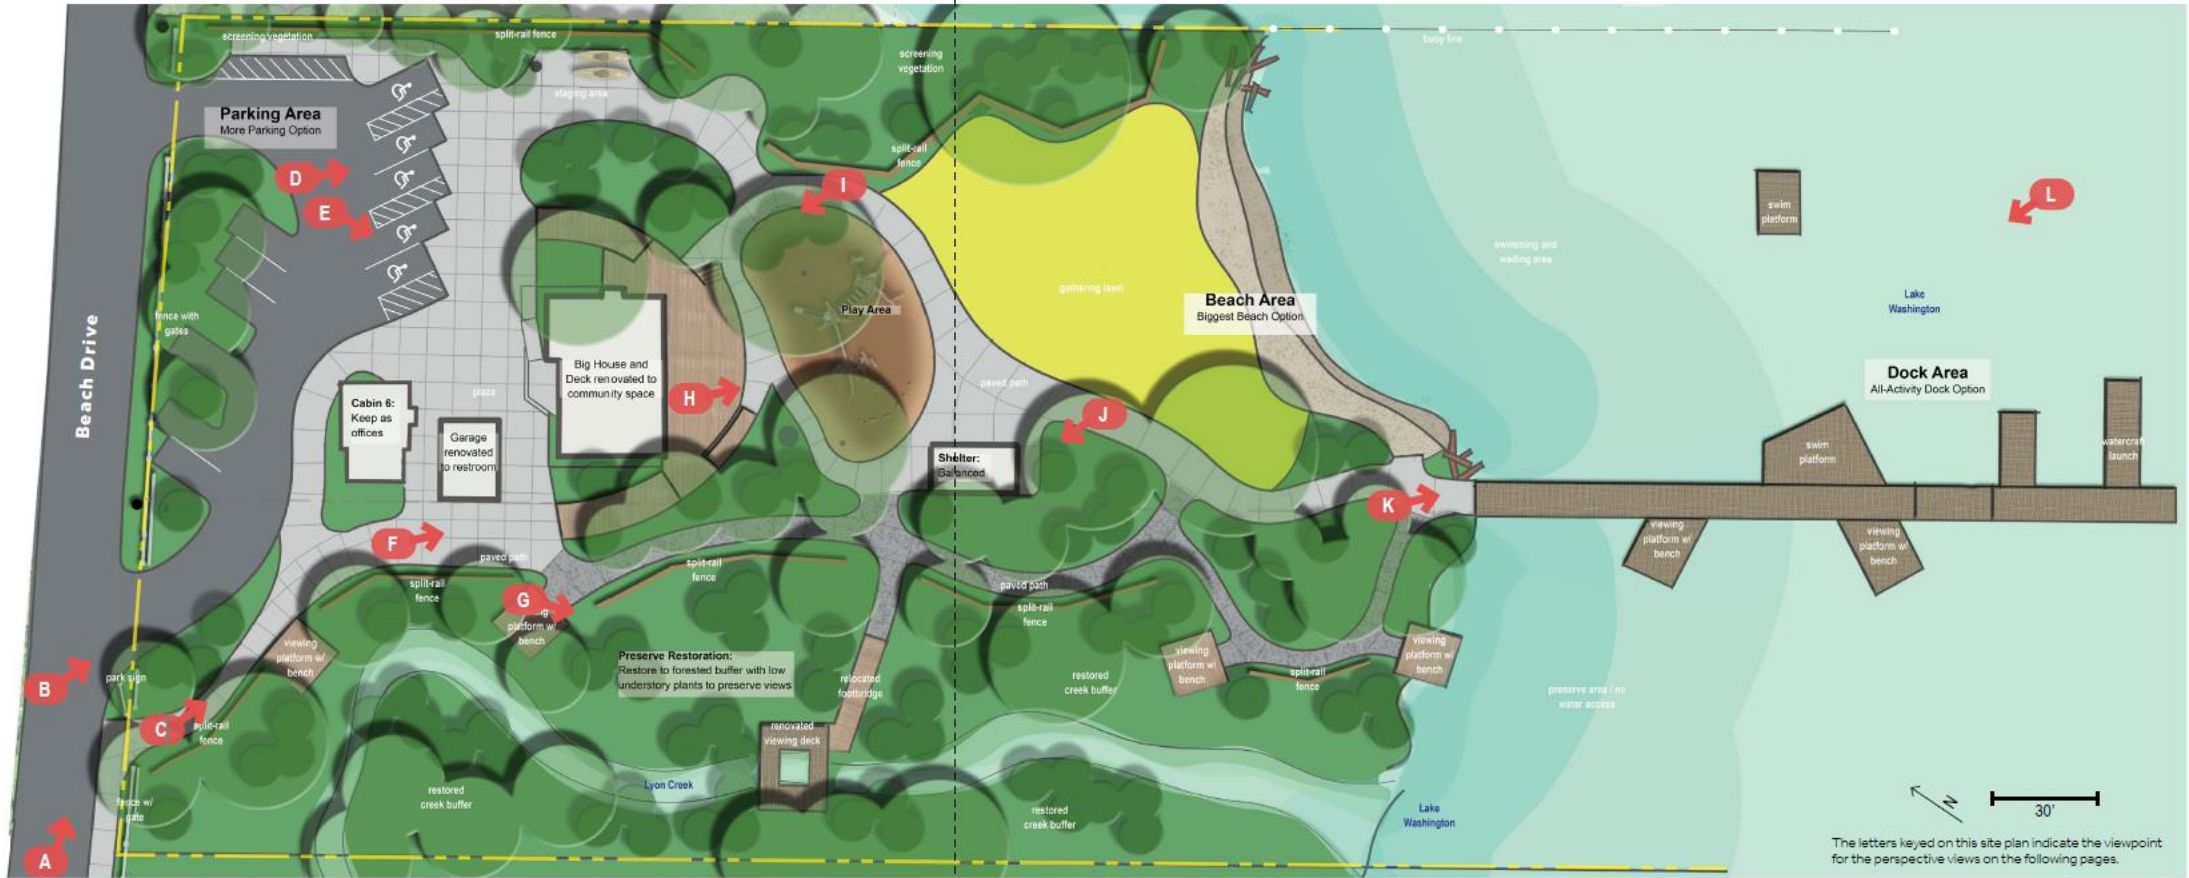 screening vegetation
split-rail fence
staging area
Parking Area
More Parking Option
D
E
fence with
gates
Beach Drive
Cabin 6:
Keep as
offices
Garage
renovated
to restroom
plaza
Big House and
Deck renovated to
community space
H
Play Area
I
screening
vegetation
split-rail
fence
gathering lawn
Beach Area
Biggest Beach Option
paved path
J
Shelter:
Balanced
K
buoy line
swim
platform
L
swimming and
wading area
Lake
Washington
Dock Area
All-Activity Dock Option
swim
platform
watercraft
launch
viewing
platform w/
bench
viewing
platform w/
bench
F
paved path
split-rail
fence
G
platform w/
bench
split-rail
fence
viewing
platform w/
bench
B
park sign
C
split-rail
fence
fence w/
gate
A
Preserve Restoration:
Restore to forested buffer with low
understory plants to preserve views
relocated
footbridge
renovated
viewing deck
Lyon Creek
restored
creek buffer
paved path
split-rail
fence
restored
creek buffer
viewing
platform w/
bench
split-rail
fence
viewing
platform w/
bench
restored
creek buffer
preserve area / no
water access
Lake
Washington
N
30'
The letters keyed on this site plan indicate the viewpoint
for the perspective views on the following pages.